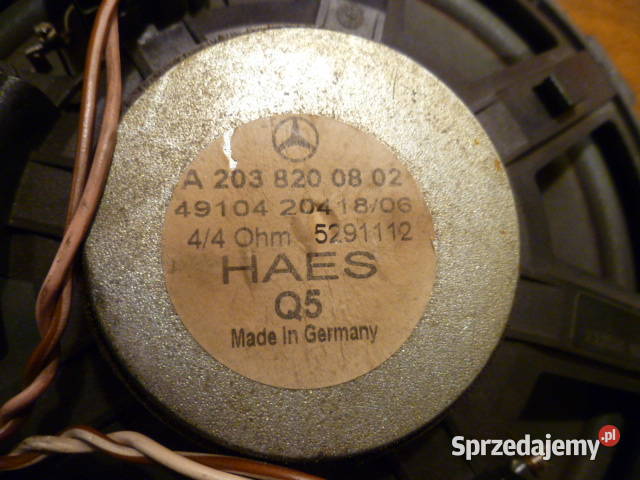 A 203 820 08 02
49104 20418/06
4/4 Ohm 5291112
HAES
Q5
Made In Germany
Sprzedajemy.pl